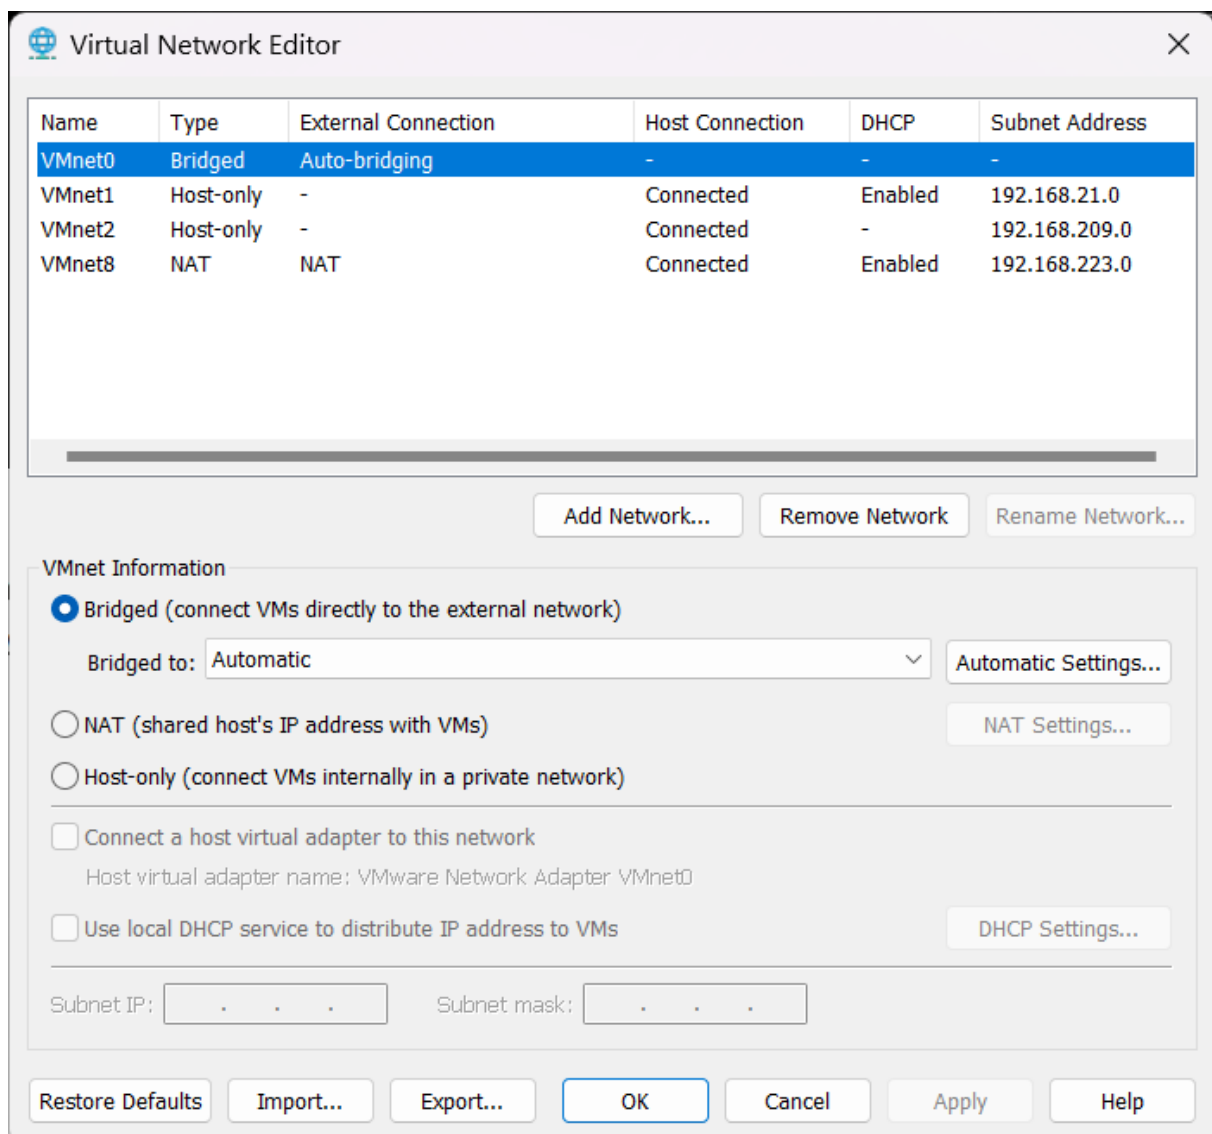 Virtual Network Editor
Name Type External Connection Host Connection DHCP Subnet Address
VMnet0 Bridged Auto-bridging - - -
VMnet1 Host-only - Connected Enabled 192.168.21.0
VMnet2 Host-only - Connected - 192.168.209.0
VMnet8 NAT NAT Connected Enabled 192.168.223.0
Add Network... Remove Network Rename Network...
VMnet Information
Bridged (connect VMs directly to the external network)
Bridged to: Automatic Automatic Settings...
NAT (shared host's IP address with VMs) NAT Settings...
Host-only (connect VMs internally in a private network)
Connect a host virtual adapter to this network
Host virtual adapter name: VMware Network Adapter VMnet0
Use local DHCP service to distribute IP address to VMs DHCP Settings...
Subnet IP: . . . Subnet mask: . . .
Restore Defaults Import... Export... OK Cancel Apply Help